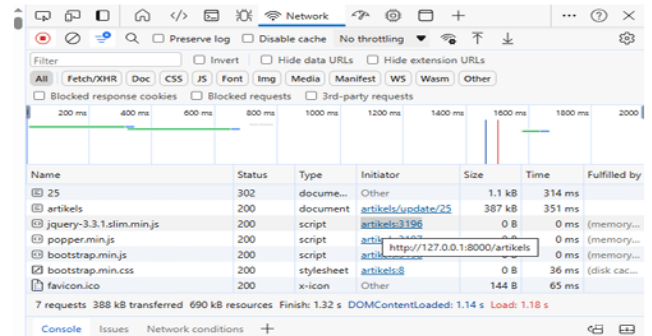 Network
Preserve log Disable cache No throttling
Filter Invert Hide data URLs Hide extension URLs
All Fetch/XHR Doc CSS JS Font Img Media Manifest WS Wasm Other
Blocked response cookies Blocked requests 3rd-party requests
200 ms 400 ms 600 ms 800 ms 1000 ms 1200 ms 1400 ms 1600 ms 1800 ms 2000
Name Status Type Initiator Size Time Fulfilled by
25 302 docume... Other 1.1 kB 314 ms
artikels 200 document artikels/update/25 387 kB 351 ms
jquery-3.3.1.slim.min.js 200 script artikels:3196 0 B 0 ms (memory...
popper.min.js 200 script 0 B 0 ms (memory...
http://127.0.0.1:8000/artikels
bootstrap.min.js 200 script 0 B 0 ms (memory...
bootstrap.min.css 200 stylesheet artikels:8 0 B 36 ms (disk cac...
favicon.ico 200 x-icon Other 144 B 65 ms
7 requests 388 kB transferred 690 kB resources Finish: 1.32 s DOMContentLoaded: 1.14 s Load: 1.18 s
Console Issues Network conditions